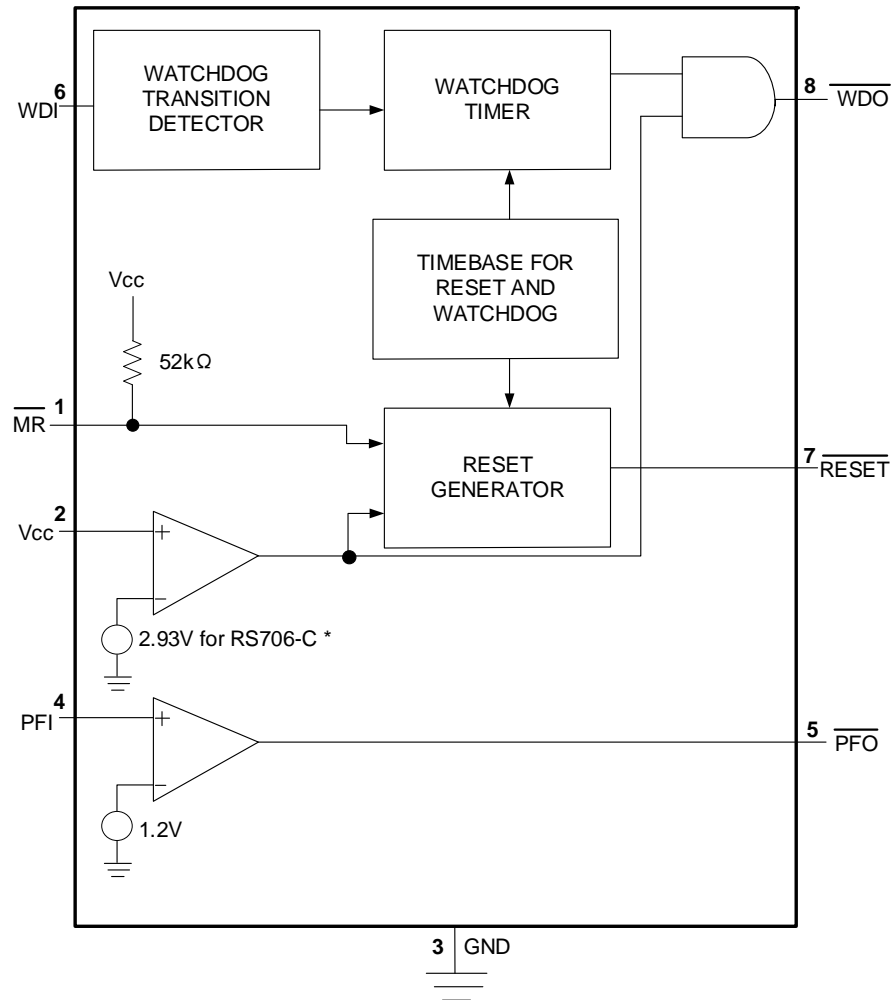 WATCHDOG
TRANSITION
DETECTOR
WATCHDOG
TIMER
6
WDI
8
WDO
TIMEBASE FOR
RESET AND
WATCHDOG
Vcc
52kΩ
1
MR
RESET
GENERATOR
7
RESET
2
Vcc
2.93V for RS706-C *
4
PFI
5
PFO
1.2V
3 GND